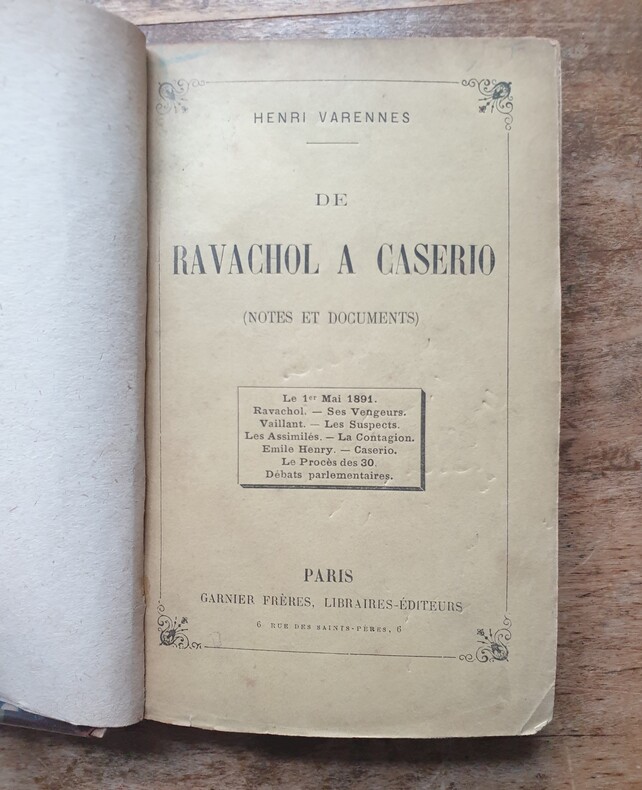 HENRI VARENNES
DE
RAVACHOL A CASERIO
(NOTES ET DOCUMENTS)
Le 1er Mai 1891.
Ravachol. — Ses Vengeurs.
Vaillant. — Les Suspects.
Les Assimilés. — La Contagion.
Emile Henry. — Caserio.
Le Procès des 30.
Débats parlementaires.
PARIS
GARNIER FRÈRES, LIBRAIRES-ÉDITEURS
6 RUE DES SAINTS-PÈRES, 6